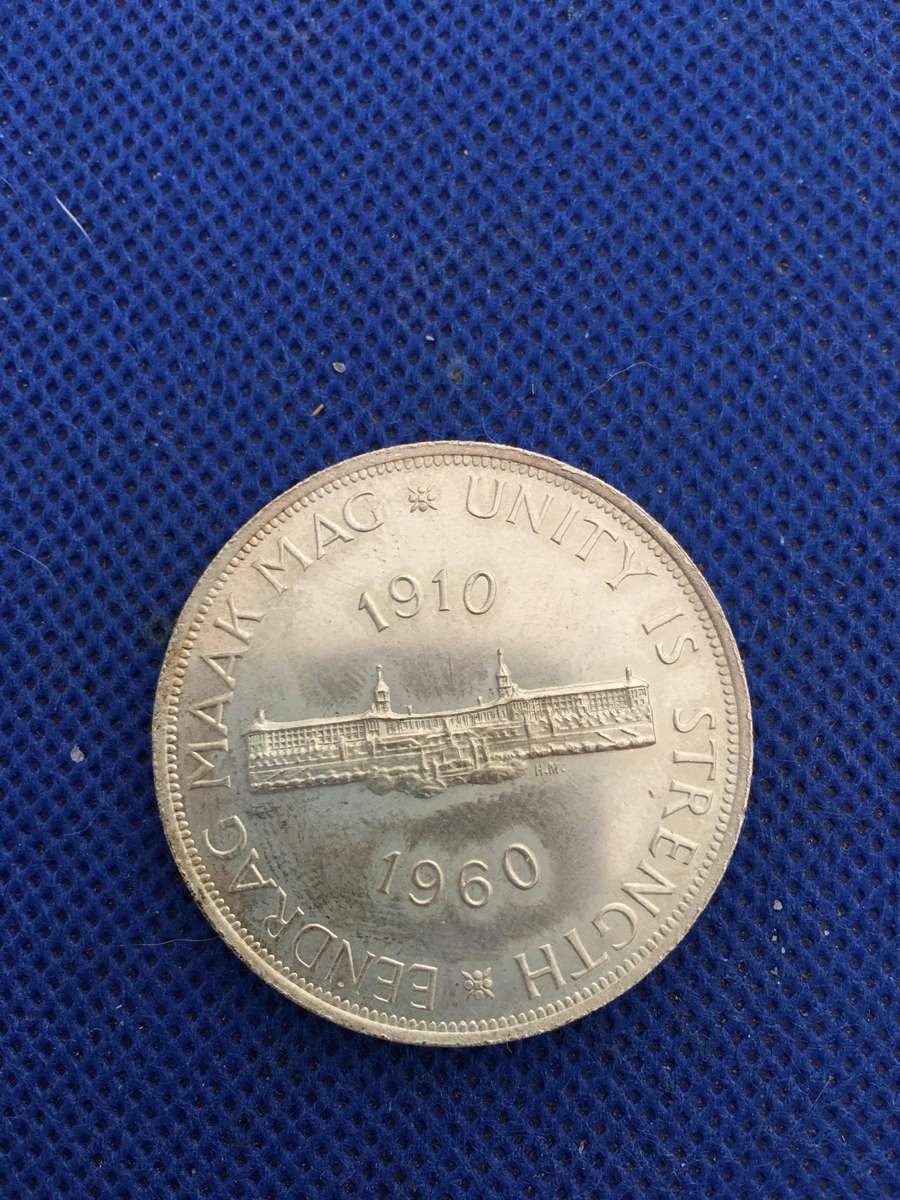 EENDRAG MAAK MAG
UNITY IS STRENGTH
1910
H.M.
1960